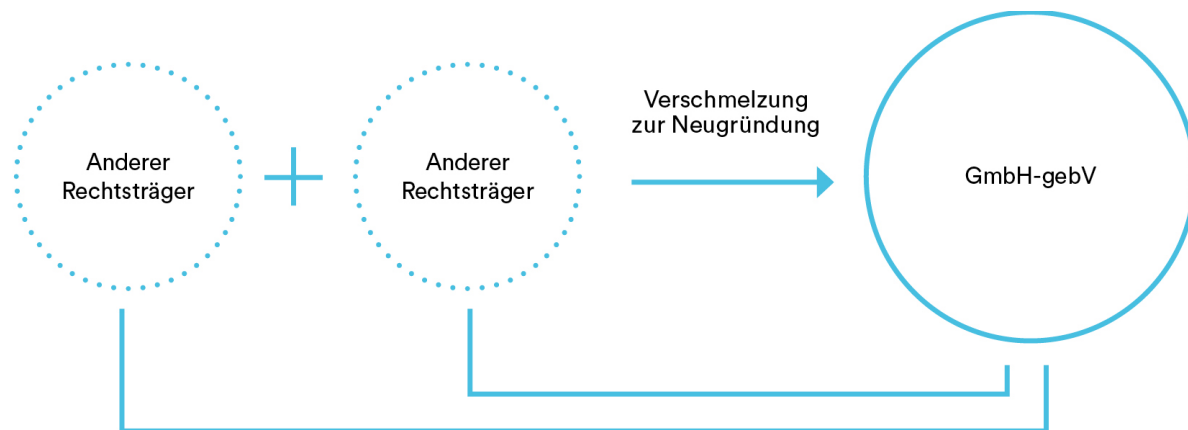 Anderer
Rechtsträger
Anderer
Rechtsträger
Verschmelzung
zur Neugründung
GmbH-gebV